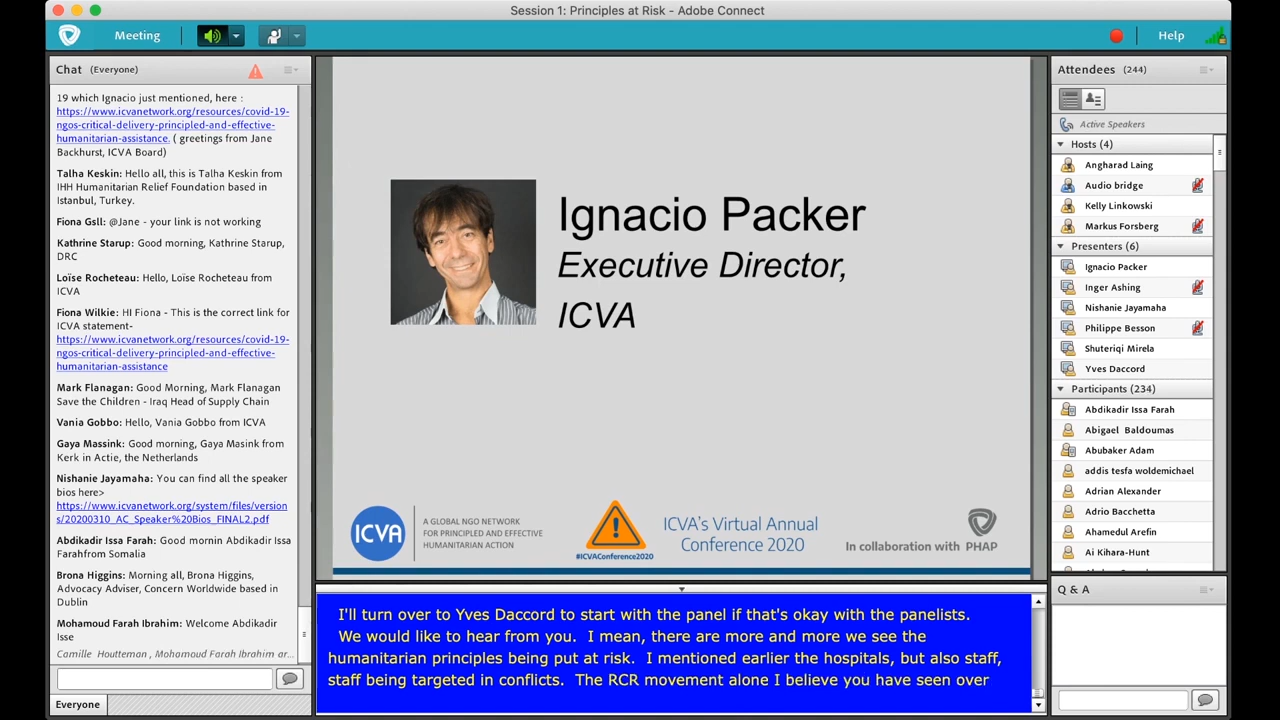 Session 1: Principles at Risk - Adobe Connect
Meeting
Help
Chat (Everyone)
19 which Ignacio just mentioned, here :
https://www.icvanetwork.org/resources/covid-19-
ngos-critical-delivery-principled-and-effective-
humanitarian-assistance. ( greetings from Jane
Backhurst, ICVA Board)
Talha Keskin: Hello all, this is Talha Keskin from
IHH Humanitarian Relief Foundation based in
Istanbul, Turkey.
Fiona Gsll: @Jane - your link is not working
Kathrine Starup: Good morning, Kathrine Starup,
DRC
Loïse Rocheteau: Hello, Loïse Rocheteau from
ICVA
Fiona Wilkie: HI Fiona - This is the correct link for
ICVA statement-
https://www.icvanetwork.org/resources/covid-19-
ngos-critical-delivery-principled-and-effective-
humanitarian-assistance
Mark Flanagan: Good Morning, Mark Flanagan
Save the Children - Iraq Head of Supply Chain
Vania Gobbo: Hello, Vania Gobbo from ICVA
Gaya Massink: Good morning, Gaya Masink from
Kerk in Actie, the Netherlands
Nishanie Jayamaha: You can find all the speaker
bios here>
https://www.icvanetwork.org/system/files/version
s/20200310_AC_Speaker%20Bios_FINAL2.pdf
Abdikadir Issa Farah: Good mornin Abdikadir Issa
Farahfrom Somalia
Brona Higgins: Morning all, Brona Higgins,
Advocacy Adviser, Concern Worldwide based in
Dublin
Mohamoud Farah Ibrahim: Welcome Abdikadir
Isse
Camille Houtteman , Mohamoud Farah Ibrahim ar...
Everyone
Ignacio Packer
Executive Director,
ICVA
ICVA
A GLOBAL NGO NETWORK
FOR PRINCIPLED AND EFFECTIVE
HUMANITARIAN ACTION
#ICVAConference2020
ICVA's Virtual Annual
Conference 2020
In collaboration with PHAP
I'll turn over to Yves Daccord to start with the panel if that's okay with the panelists.
We would like to hear from you. I mean, there are more and more we see the
humanitarian principles being put at risk. I mentioned earlier the hospitals, but also staff,
staff being targeted in conflicts. The RCR movement alone I believe you have seen over
Attendees (244)
Active Speakers
Hosts (4)
Angharad Laing
Audio bridge
Kelly Linkowski
Markus Forsberg
Presenters (6)
Ignacio Packer
Inger Ashing
Nishanie Jayamaha
Philippe Besson
Shuteriqi Mirela
Yves Daccord
Participants (234)
Abdikadir Issa Farah
Abigael Baldoumas
Abubaker Adam
addis tesfa woldemichael
Adrian Alexander
Adrio Bacchetta
Ahamedul Arefin
Ai Kihara-Hunt
Q & A